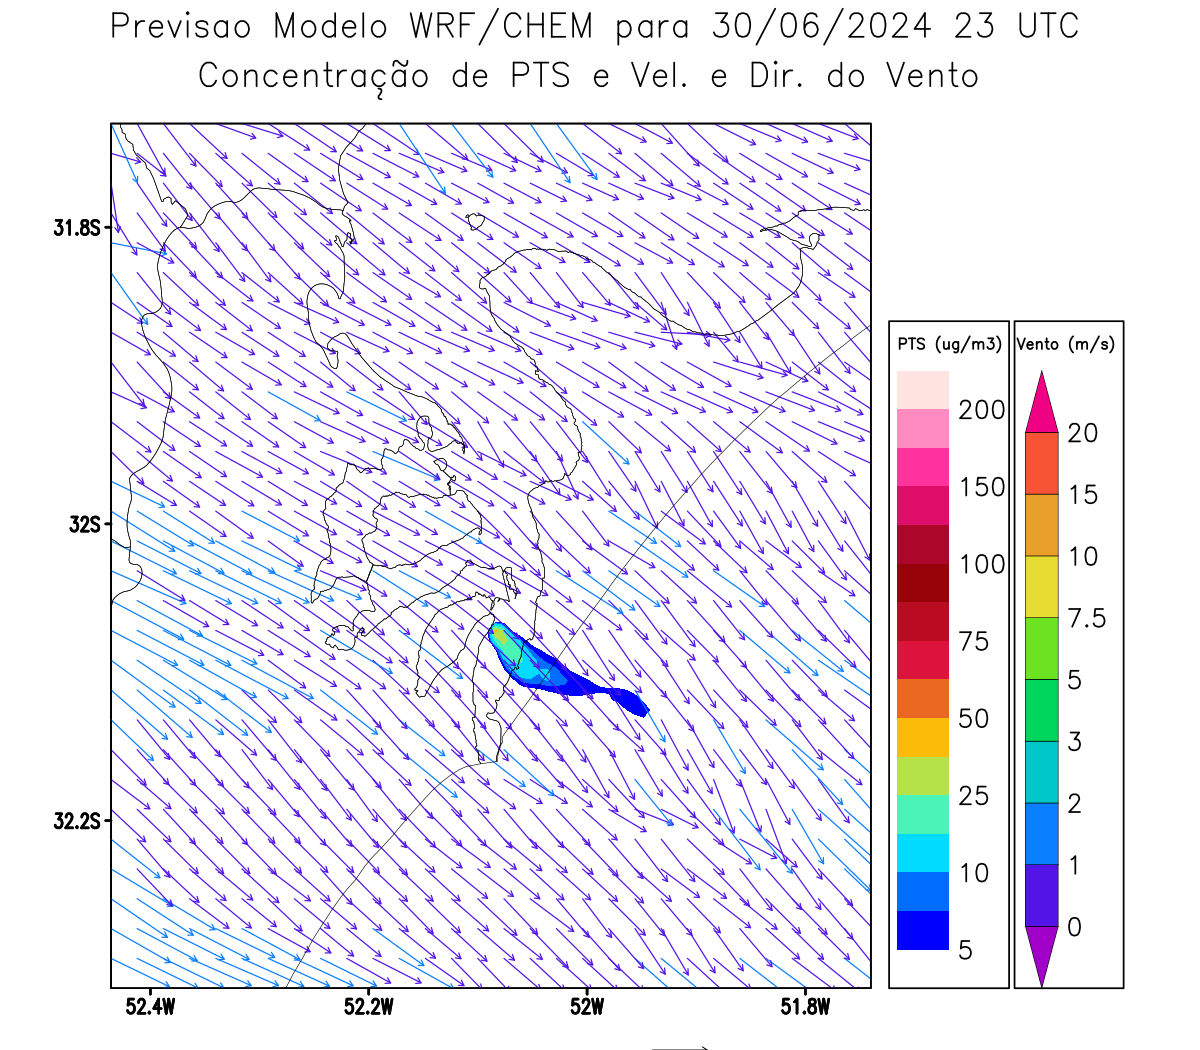 Previsao Modelo WRF/CHEM para 30/06/2024 23 UTC
Concentração de PTS e Vel. e Dir. do Vento
31.8S
32S
32.2S
52.4W
52.2W
52W
51.8W
PTS (ug/m3)
200
150
100
75
50
25
10
5
Vento (m/s)
20
15
10
7.5
5
3
2
1
0